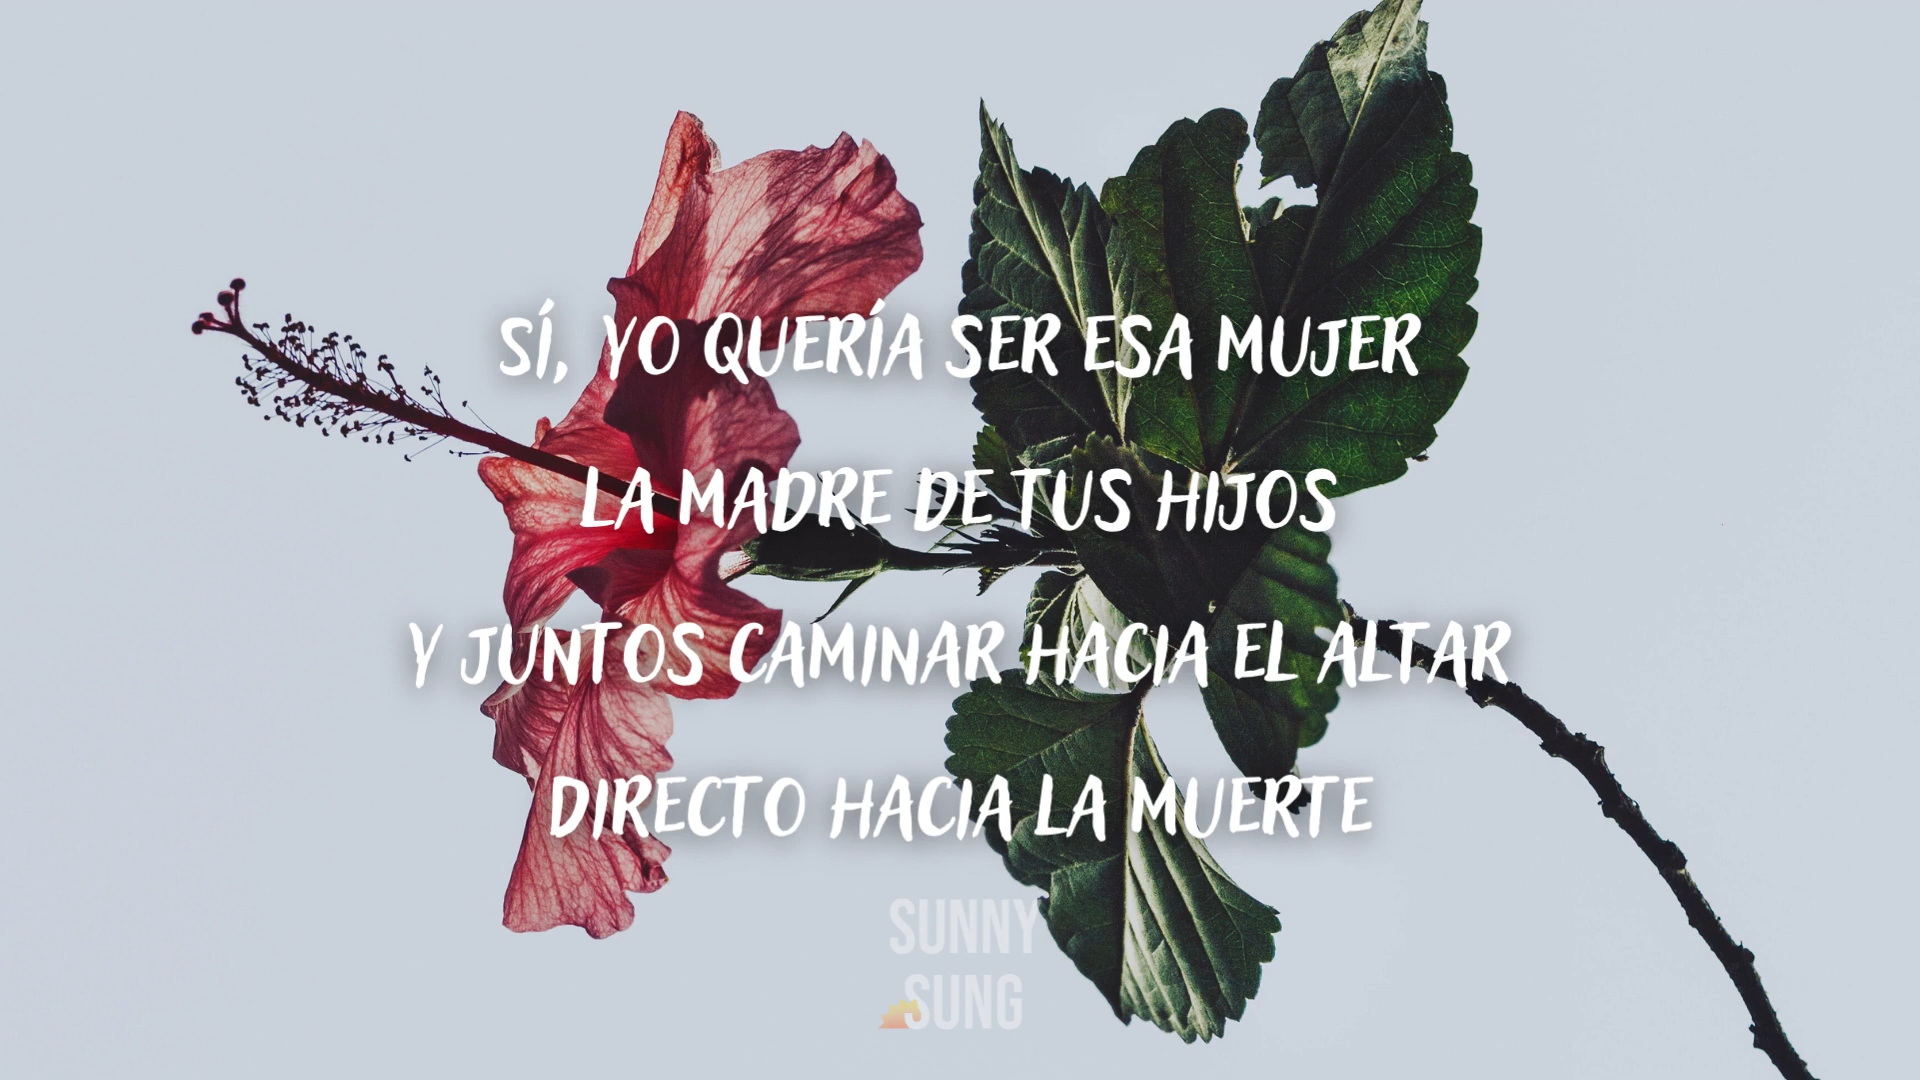 SÍ, YO QUERÍA SER ESA MUJER
LA MADRE DE TUS HIJOS
Y JUNTOS CAMINAR HACIA EL ALTAR
DIRECTO HACIA LA MUERTE
SUNNY
SUNG